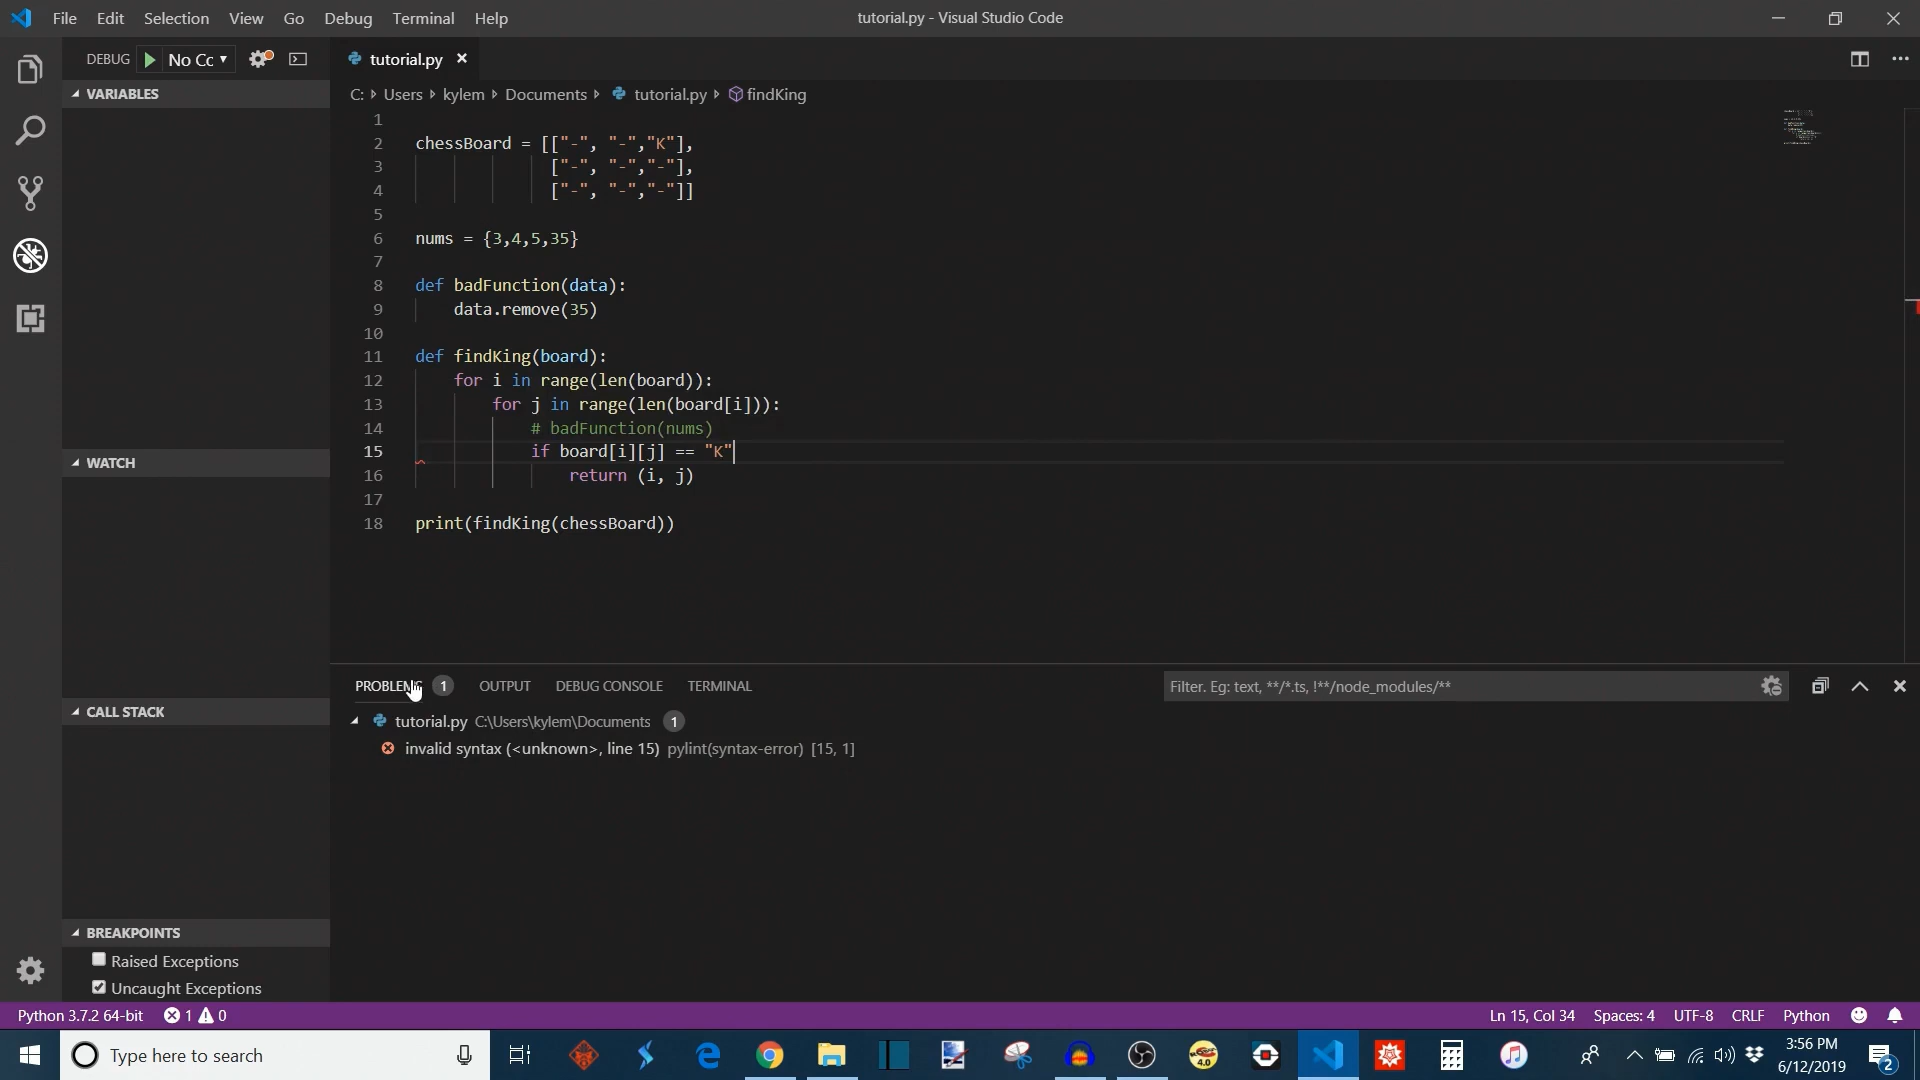 File Edit Selection View Go Debug Terminal Help
tutorial.py - Visual Studio Code
DEBUG No Cc
tutorial.py
VARIABLES
C: Users kylem Documents tutorial.py findKing
1
2 chessBoard = [["-", "-","K"],
3 ["-", "-","-"],
4 ["-", "-","-"]]
5
6 nums = {3,4,5,35}
7
8 def badFunction(data):
9 data.remove(35)
10
11 def findKing(board):
12 for i in range(len(board)):
13 for j in range(len(board[i])):
14 # badFunction(nums)
15 if board[i][j] == "K"
16 return (i, j)
17
18 print(findKing(chessBoard))
WATCH
CALL STACK
BREAKPOINTS
Raised Exceptions
Uncaught Exceptions
PROBLEMS 1 OUTPUT DEBUG CONSOLE TERMINAL
Filter. Eg: text, **/*.ts, !**/node_modules/**
tutorial.py C:\Users\kylem\Documents 1
invalid syntax (<unknown>, line 15) pylint(syntax-error) [15, 1]
Python 3.7.2 64-bit 1 0
Ln 15, Col 34 Spaces: 4 UTF-8 CRLF Python
Type here to search
4.0
3:56 PM
6/12/2019
2